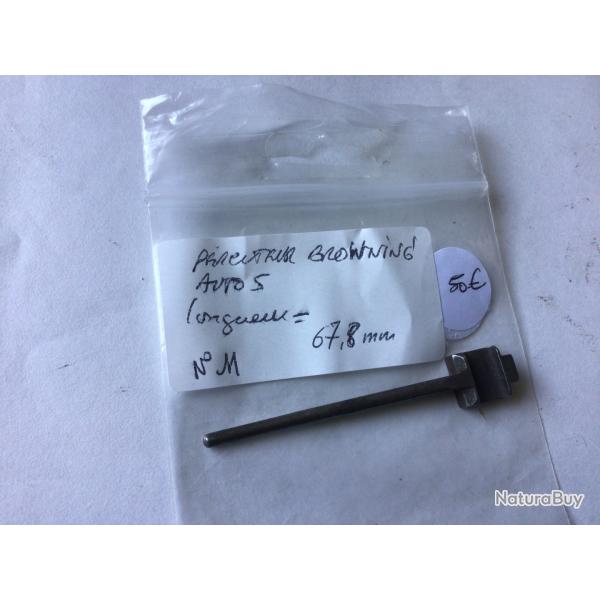 PERCUTEUR BROWNING
AUTO 5
longueur =
67,8 mm
N° M
50€
NaturaBuy